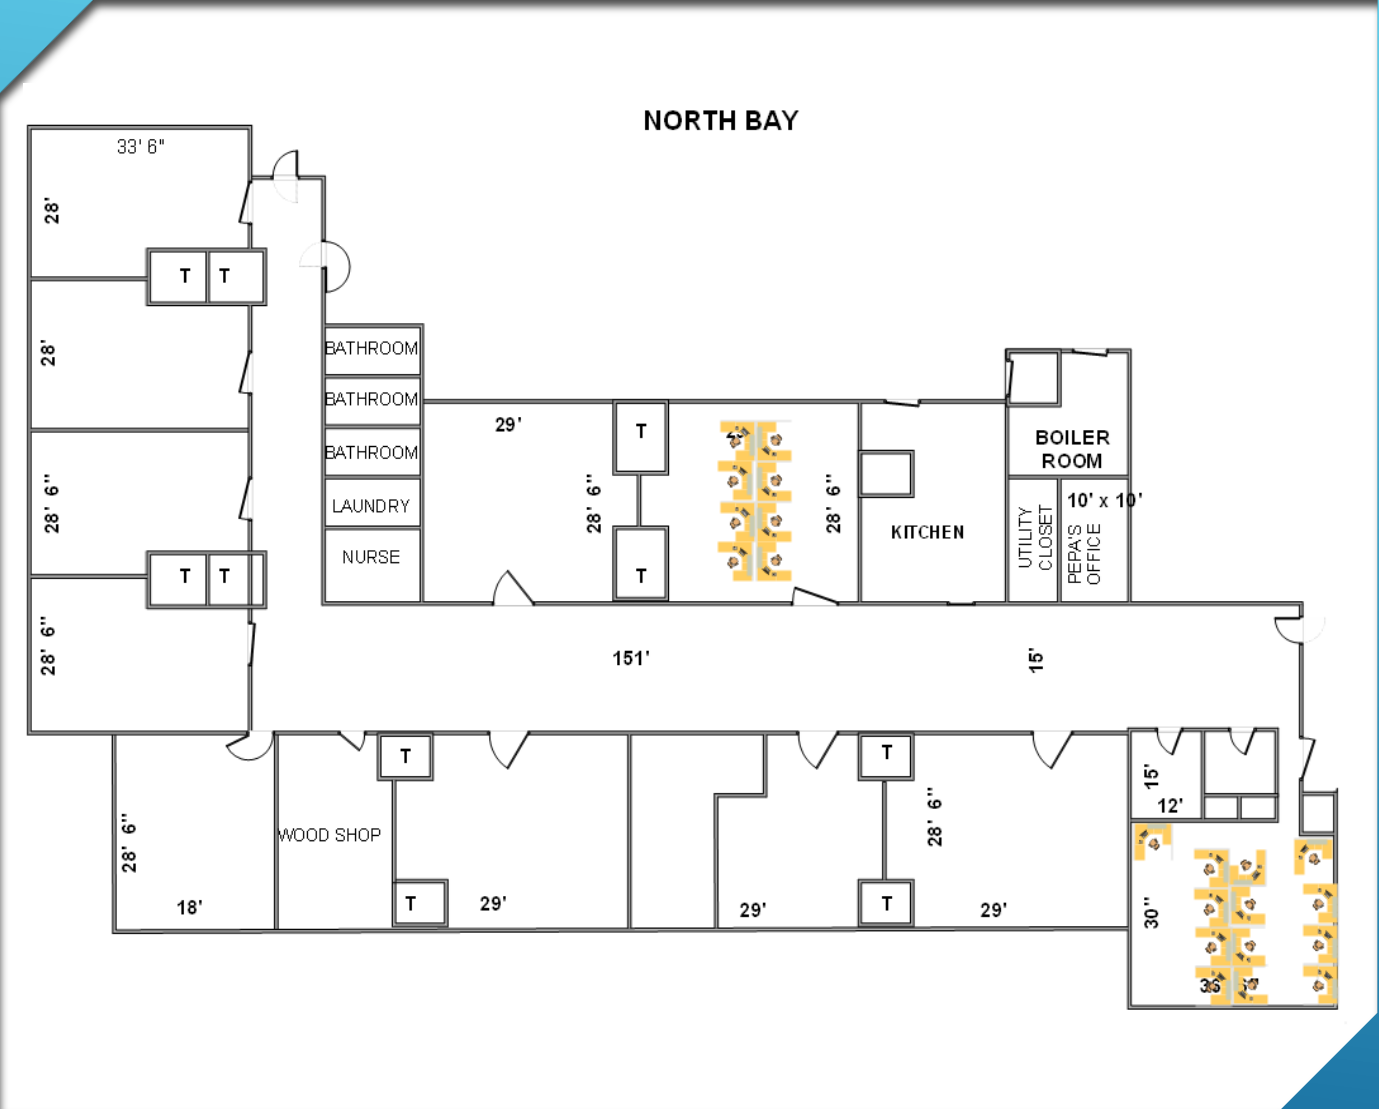 NORTH BAY
33' 6"
28'
T T
28'
BATHROOM
BATHROOM
BATHROOM
LAUNDRY
NURSE
29'
T
28' 6"
T
28' 6"
KITCHEN
BOILER
ROOM
10' x 10'
UTILITY
CLOSET
PEPA'S
OFFICE
28' 6"
T T
28' 6"
151'
15'
T
T
15'
12'
28' 6"
WOOD SHOP
28' 6"
18'
T
29'
29'
T
29'
30"